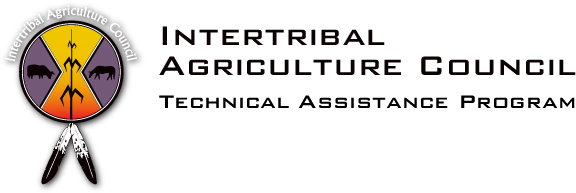 Intertribal Agriculture Council
INTERTRIBAL
AGRICULTURE COUNCIL
TECHNICAL ASSISTANCE PROGRAM